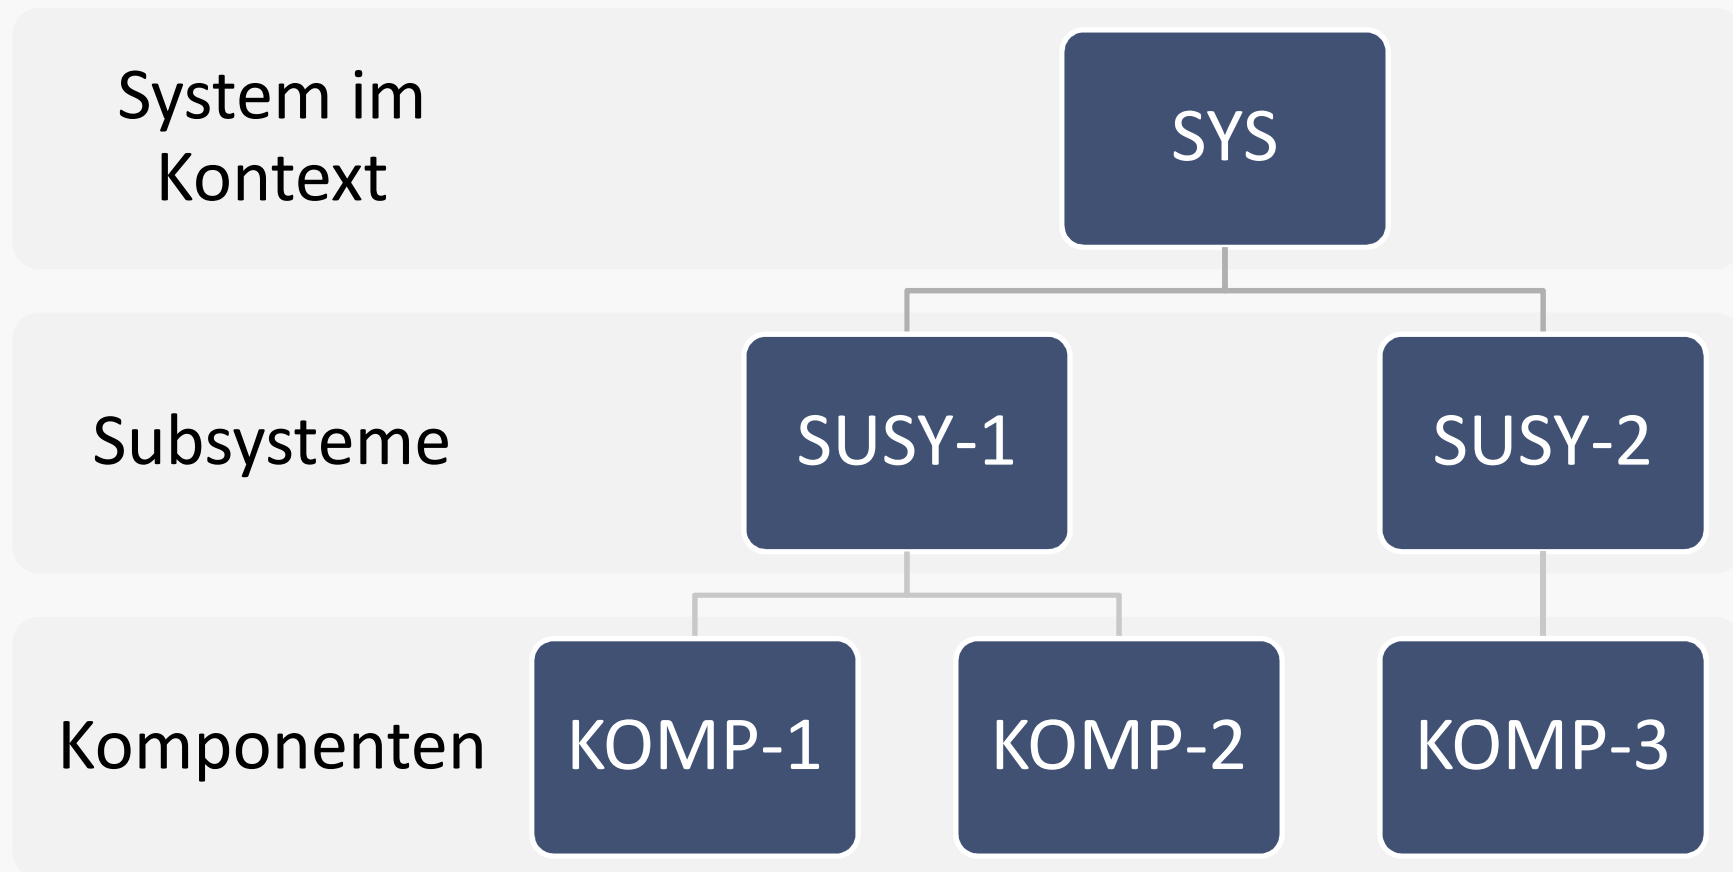 System im
Kontext
SYS
Subsysteme
SUSY-1
SUSY-2
Komponenten
KOMP-1
KOMP-2
KOMP-3